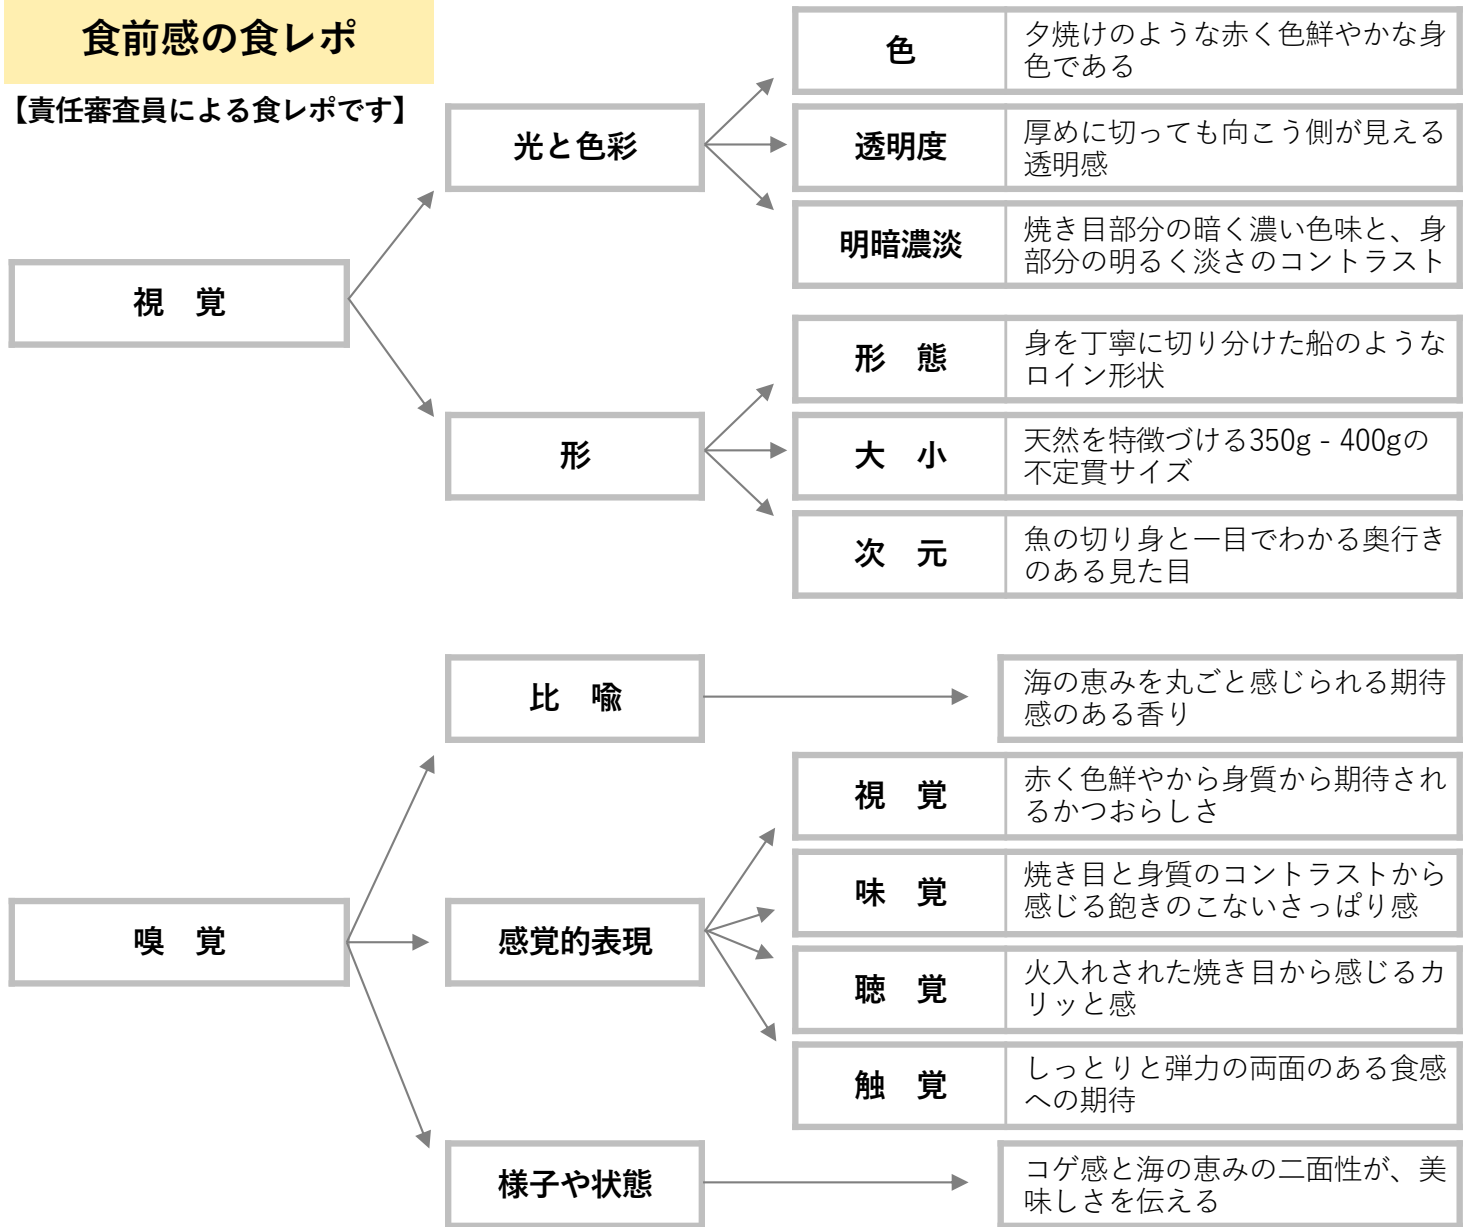 食前感の食レポ
【責任審査員による食レポです】
視　覚
光と色彩
色
夕焼けのような赤く色鮮やかな身
色である
透明度
厚めに切っても向こう側が見える
透明感
明暗濃淡
焼き目部分の暗く濃い色味と、身
部分の明るく淡さのコントラスト
形
形　態
身を丁寧に切り分けた船のような
ロイン形状
大　小
天然を特徴づける350g - 400gの
不定貫サイズ
次　元
魚の切り身と一目でわかる奥行き
のある見た目
嗅　覚
比　喩
海の恵みを丸ごと感じられる期待
感のある香り
感覚的表現
視　覚
赤く色鮮やから身質から期待され
るかつおらしさ
味　覚
焼き目と身質のコントラストから
感じる飽きのこないさっぱり感
聴　覚
火入れされた焼き目から感じるカ
リッと感
触　覚
しっとりと弾力の両面のある食感
への期待
様子や状態
コゲ感と海の恵みの二面性が、美
味しさを伝える